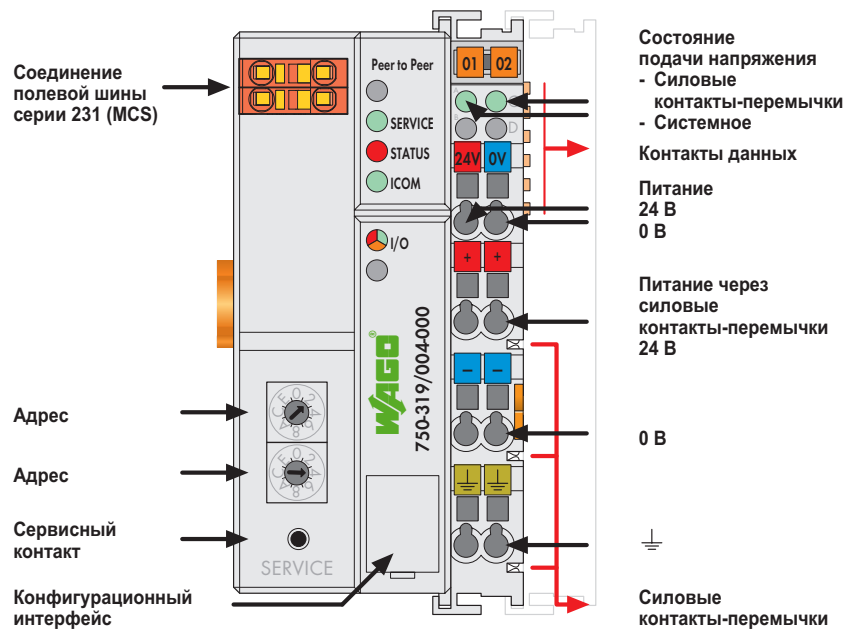 Соединение
полевой шины
серии 231 (MCS)
Адрес
Адрес
Сервисный
контакт
Конфигурационный
интерфейс
Peer to Peer
SERVICE
STATUS
ICOM
I/O
WAGO
®
750-319/004-000
SERVICE
01 02
A
C
B
D
24V 0V
+ +
− −
Состояние
подачи напряжения
- Силовые
контакты-перемычки
- Системное
Контакты данных
Питание
24 В
0 В
Питание через
силовые
контакты-перемычки
24 В
0 В
Силовые
контакты-перемычки